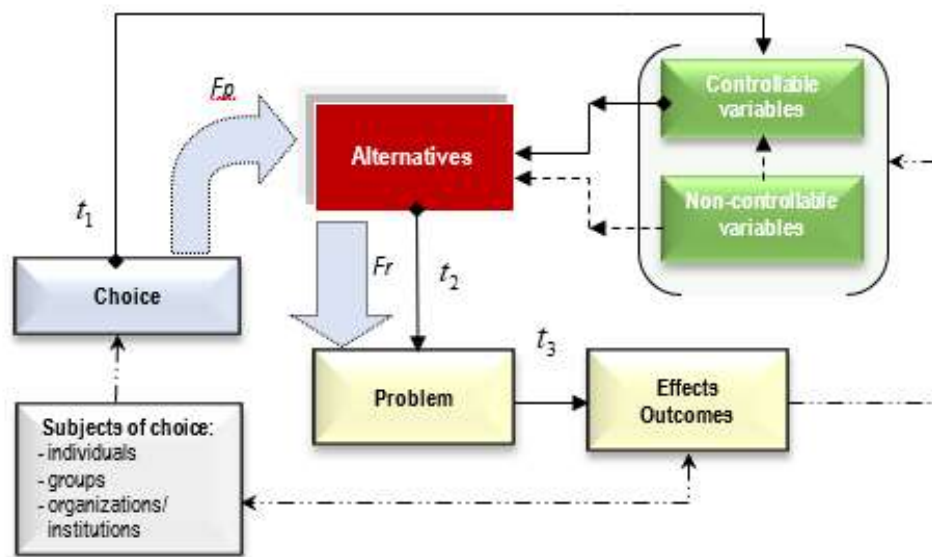 Controllable
variables
Fp
Alternatives
Non-controllable
variables
t1
Fr
t2
Choice
t3
Problem
Effects
Outcomes
Subjects of choice:
- individuals
- groups
- organizations/
institutions